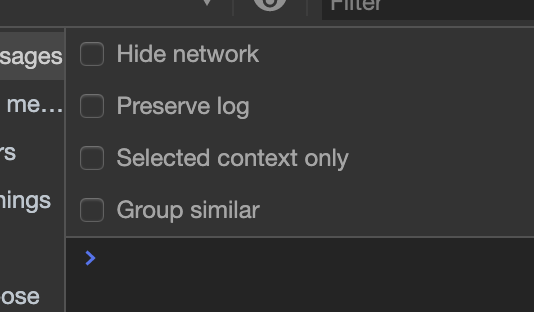 Filter
sages
Hide network
me…
Preserve log
rs
Selected context only
nings
Group similar
ose